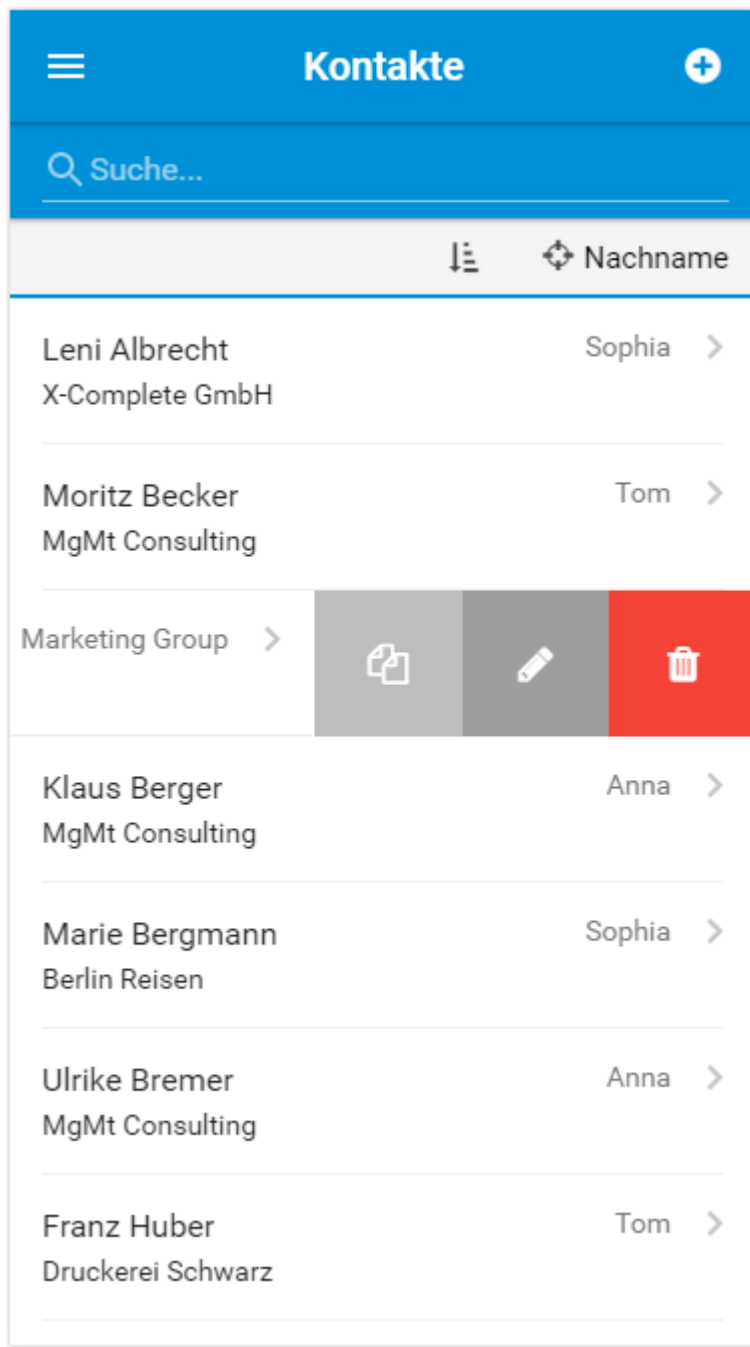 Kontakte
Suche...
Nachname
Leni Albrecht Sophia
X-Complete GmbH
Moritz Becker Tom
MgMt Consulting
Marketing Group
Klaus Berger Anna
MgMt Consulting
Marie Bergmann Sophia
Berlin Reisen
Ulrike Bremer Anna
MgMt Consulting
Franz Huber Tom
Druckerei Schwarz